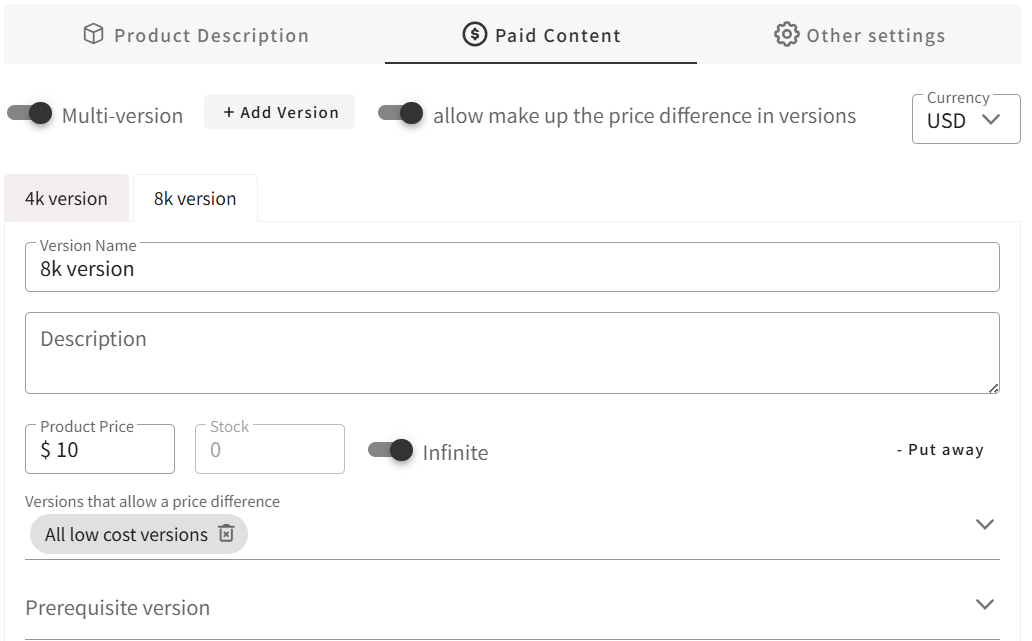 Product Description
Paid Content
Other settings
Multi-version
+ Add Version
allow make up the price difference in versions
Currency
USD
4k version
8k version
Version Name
8k version
Description
Product Price
$ 10
Stock
0
Infinite
- Put away
Versions that allow a price difference
All low cost versions
Prerequisite version